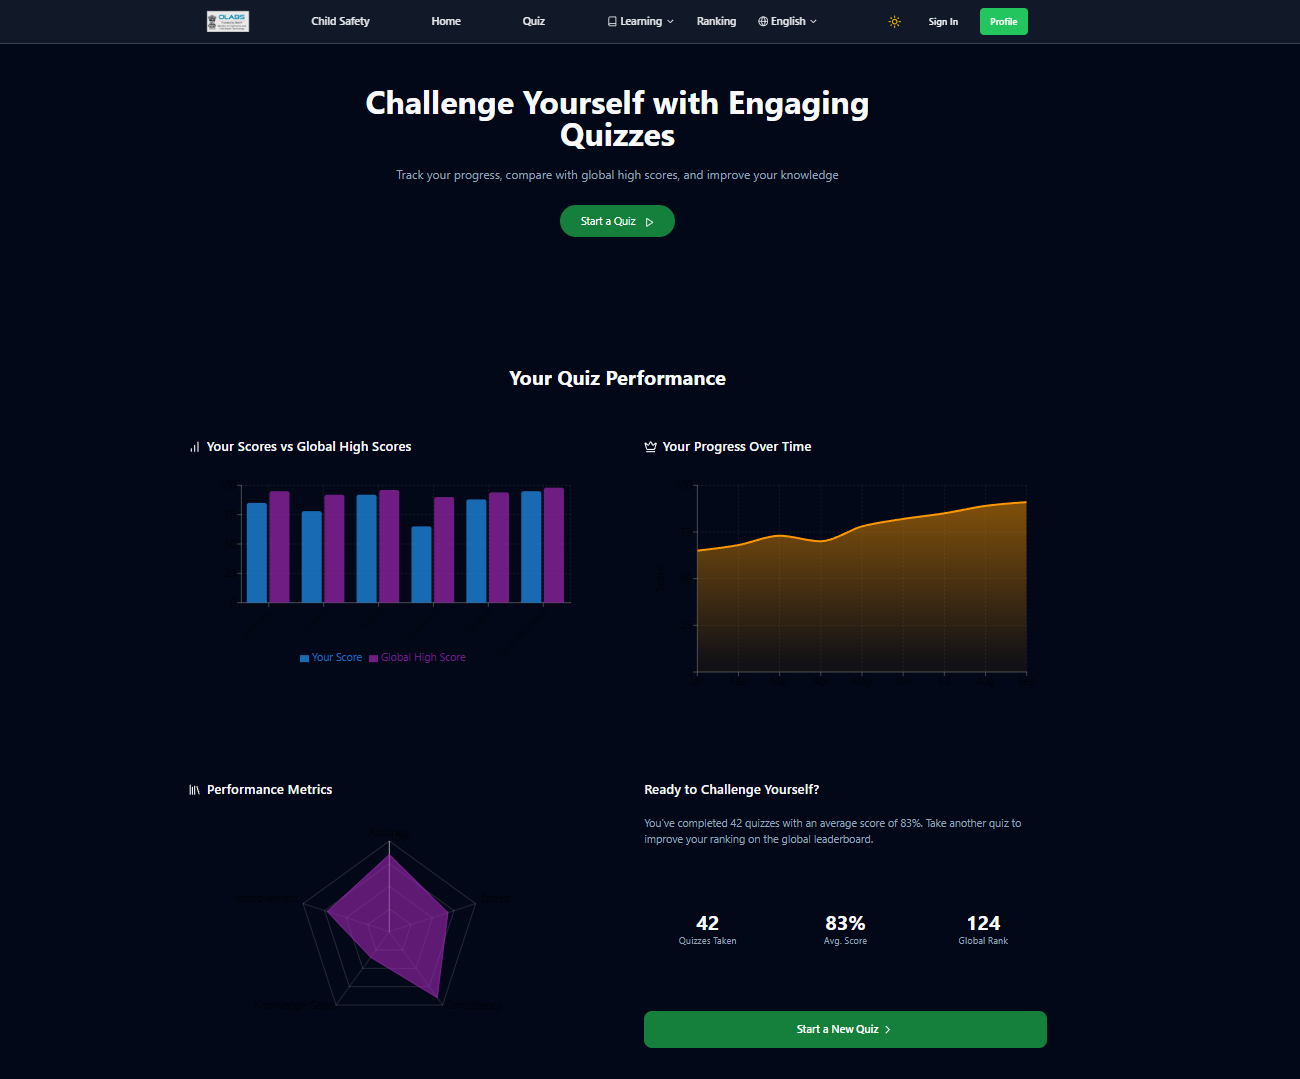 OLABS
Child Safety
Home
Quiz
Learning
Ranking
English
Sign In
Profile
Challenge Yourself with Engaging
Quizzes
Track your progress, compare with global high scores, and improve your knowledge
Start a Quiz
Your Quiz Performance
Your Scores vs Global High Scores
Your Score
Global High Score
Your Progress Over Time
Performance Metrics
Ready to Challenge Yourself?
You've completed 42 quizzes with an average score of 83%. Take another quiz to
improve your ranking on the global leaderboard.
42
Quizzes Taken
83%
Avg. Score
124
Global Rank
Start a New Quiz